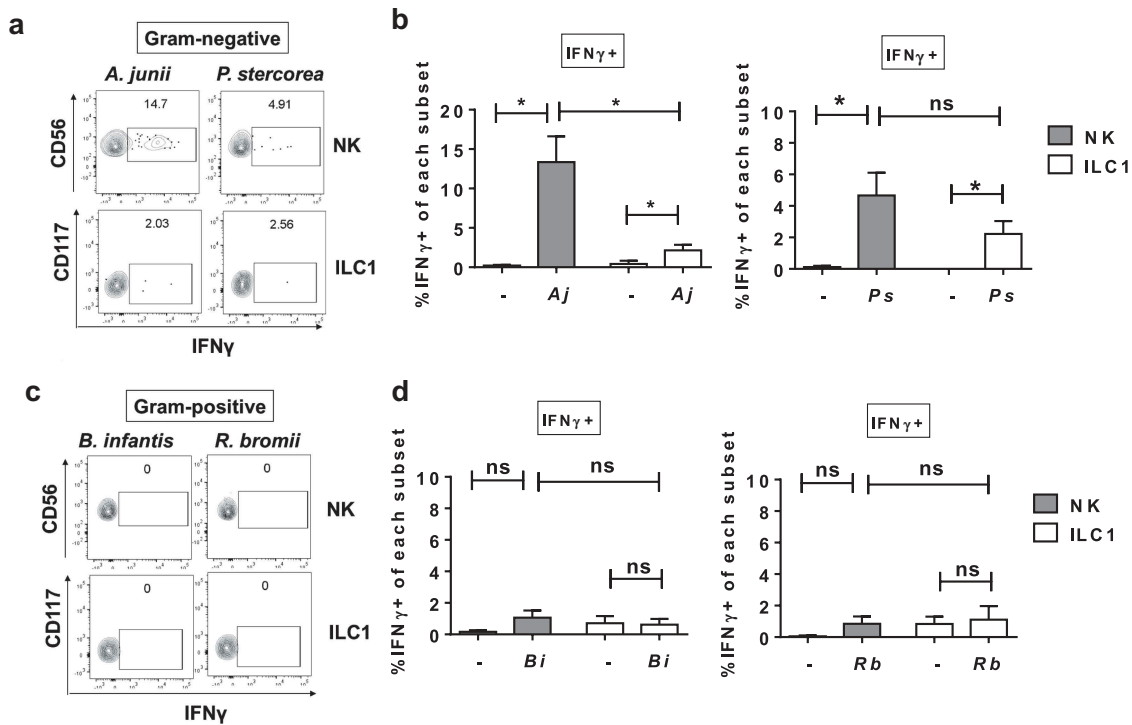 a
Gram-negative
A. junii P. stercorea
14.7 4.91
CD56
NK
2.03 2.56
CD117
ILC1
IFNγ
b
IFNγ+
%IFNγ+ of each subset
20
15
10
5
0
* *
*
- Aj - Aj
IFNγ+
%IFNγ+ of each subset
10
8
6
4
2
0
* ns
*
- Ps - Ps
NK
ILC1
c
Gram-positive
B. infantis R. bromii
0 0
CD56
NK
0 0
CD117
ILC1
IFNγ
d
IFNγ+
%IFNγ+ of each subset
10
8
6
4
2
0
ns ns
ns
- Bi - Bi
IFNγ+
%IFNγ+ of each subset
10
8
6
4
2
0
ns ns
ns
- Rb - Rb
NK
ILC1